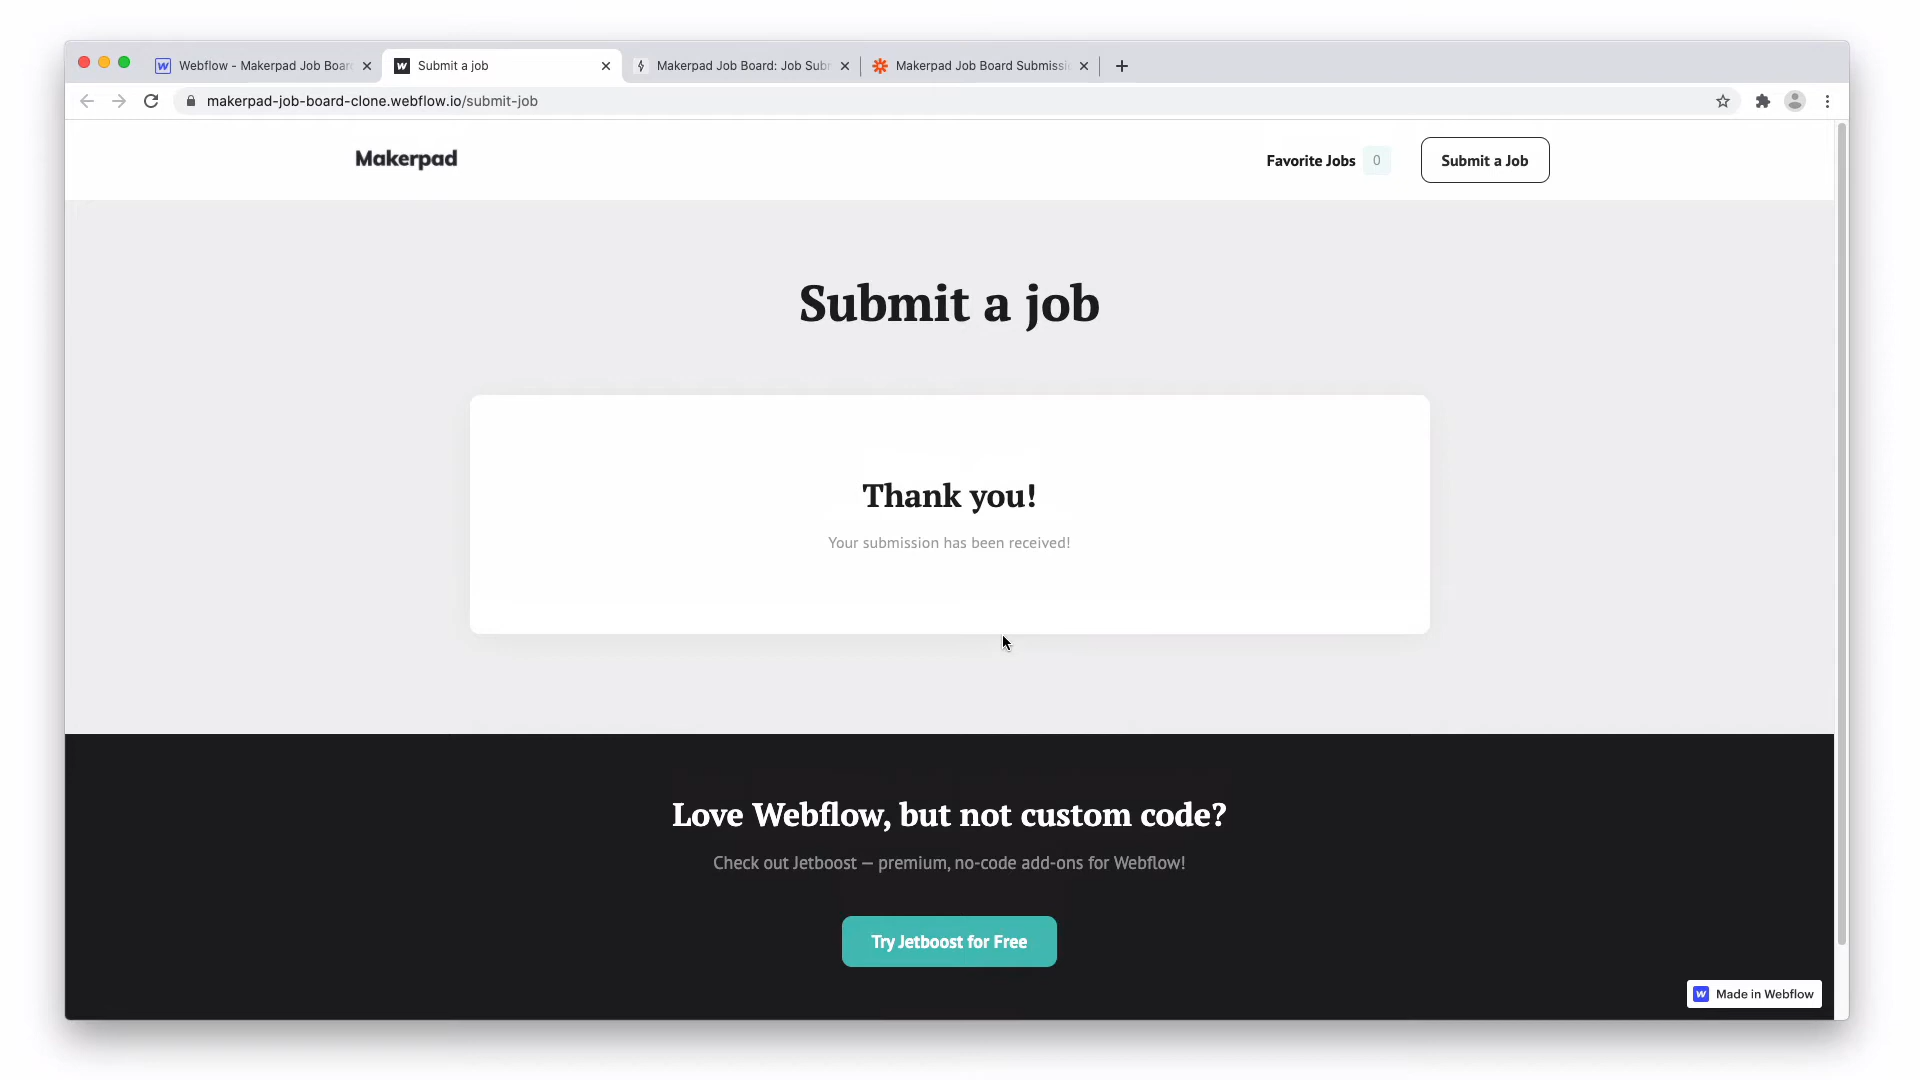 Webflow - Makerpad Job Boar
Submit a job
Makerpad Job Board: Job Sub
Makerpad Job Board Submissi
makerpad-job-board-clone.webflow.io/submit-job
Makerpad
Favorite Jobs 0
Submit a Job
Submit a job
Thank you!
Your submission has been received!
Love Webflow, but not custom code?
Check out Jetboost — premium, no-code add-ons for Webflow!
Try Jetboost for Free
Made in Webflow